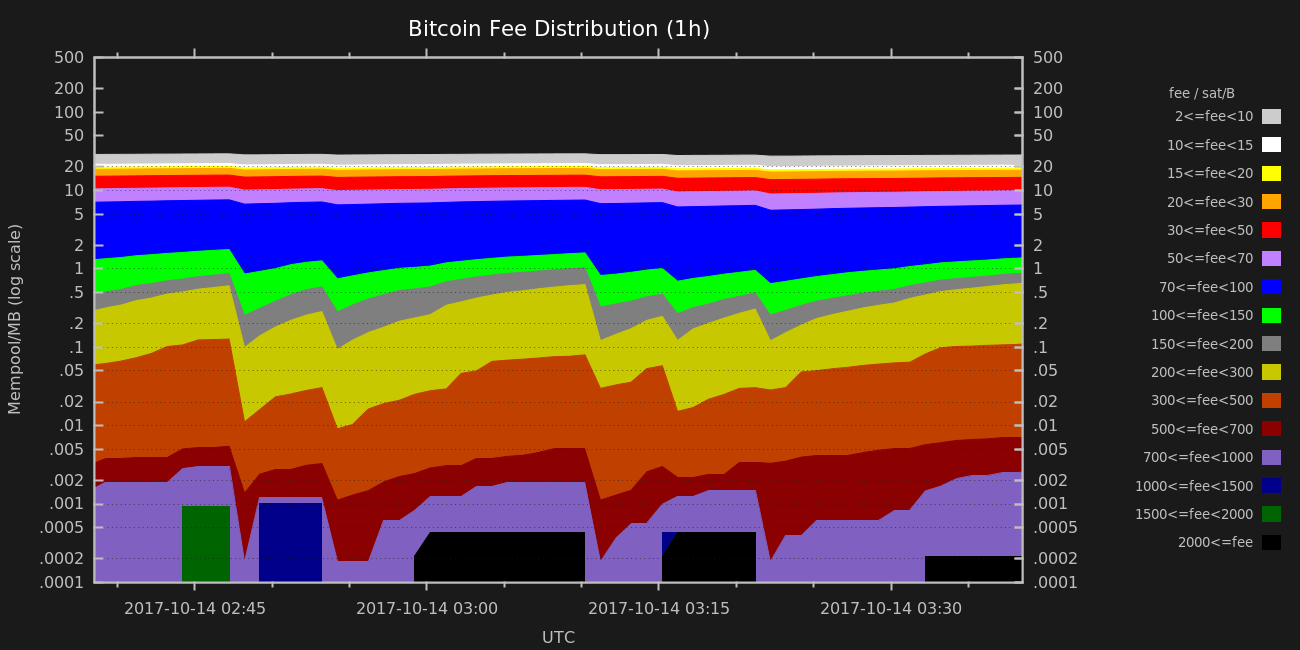 Bitcoin Fee Distribution (1h)
500
200
100
50
20
10
5
2
1
.5
.2
.1
.05
.02
.01
.005
.002
.001
.0005
.0002
.0001
Mempool/MB (log scale)
500
200
100
50
20
10
5
2
1
.5
.2
.1
.05
.02
.01
.005
.002
.001
.0005
.0002
.0001
2017-10-14 02:45
2017-10-14 03:00
2017-10-14 03:15
2017-10-14 03:30
UTC
fee / sat/B
2<=fee<10
10<=fee<15
15<=fee<20
20<=fee<30
30<=fee<50
50<=fee<70
70<=fee<100
100<=fee<150
150<=fee<200
200<=fee<300
300<=fee<500
500<=fee<700
700<=fee<1000
1000<=fee<1500
1500<=fee<2000
2000<=fee